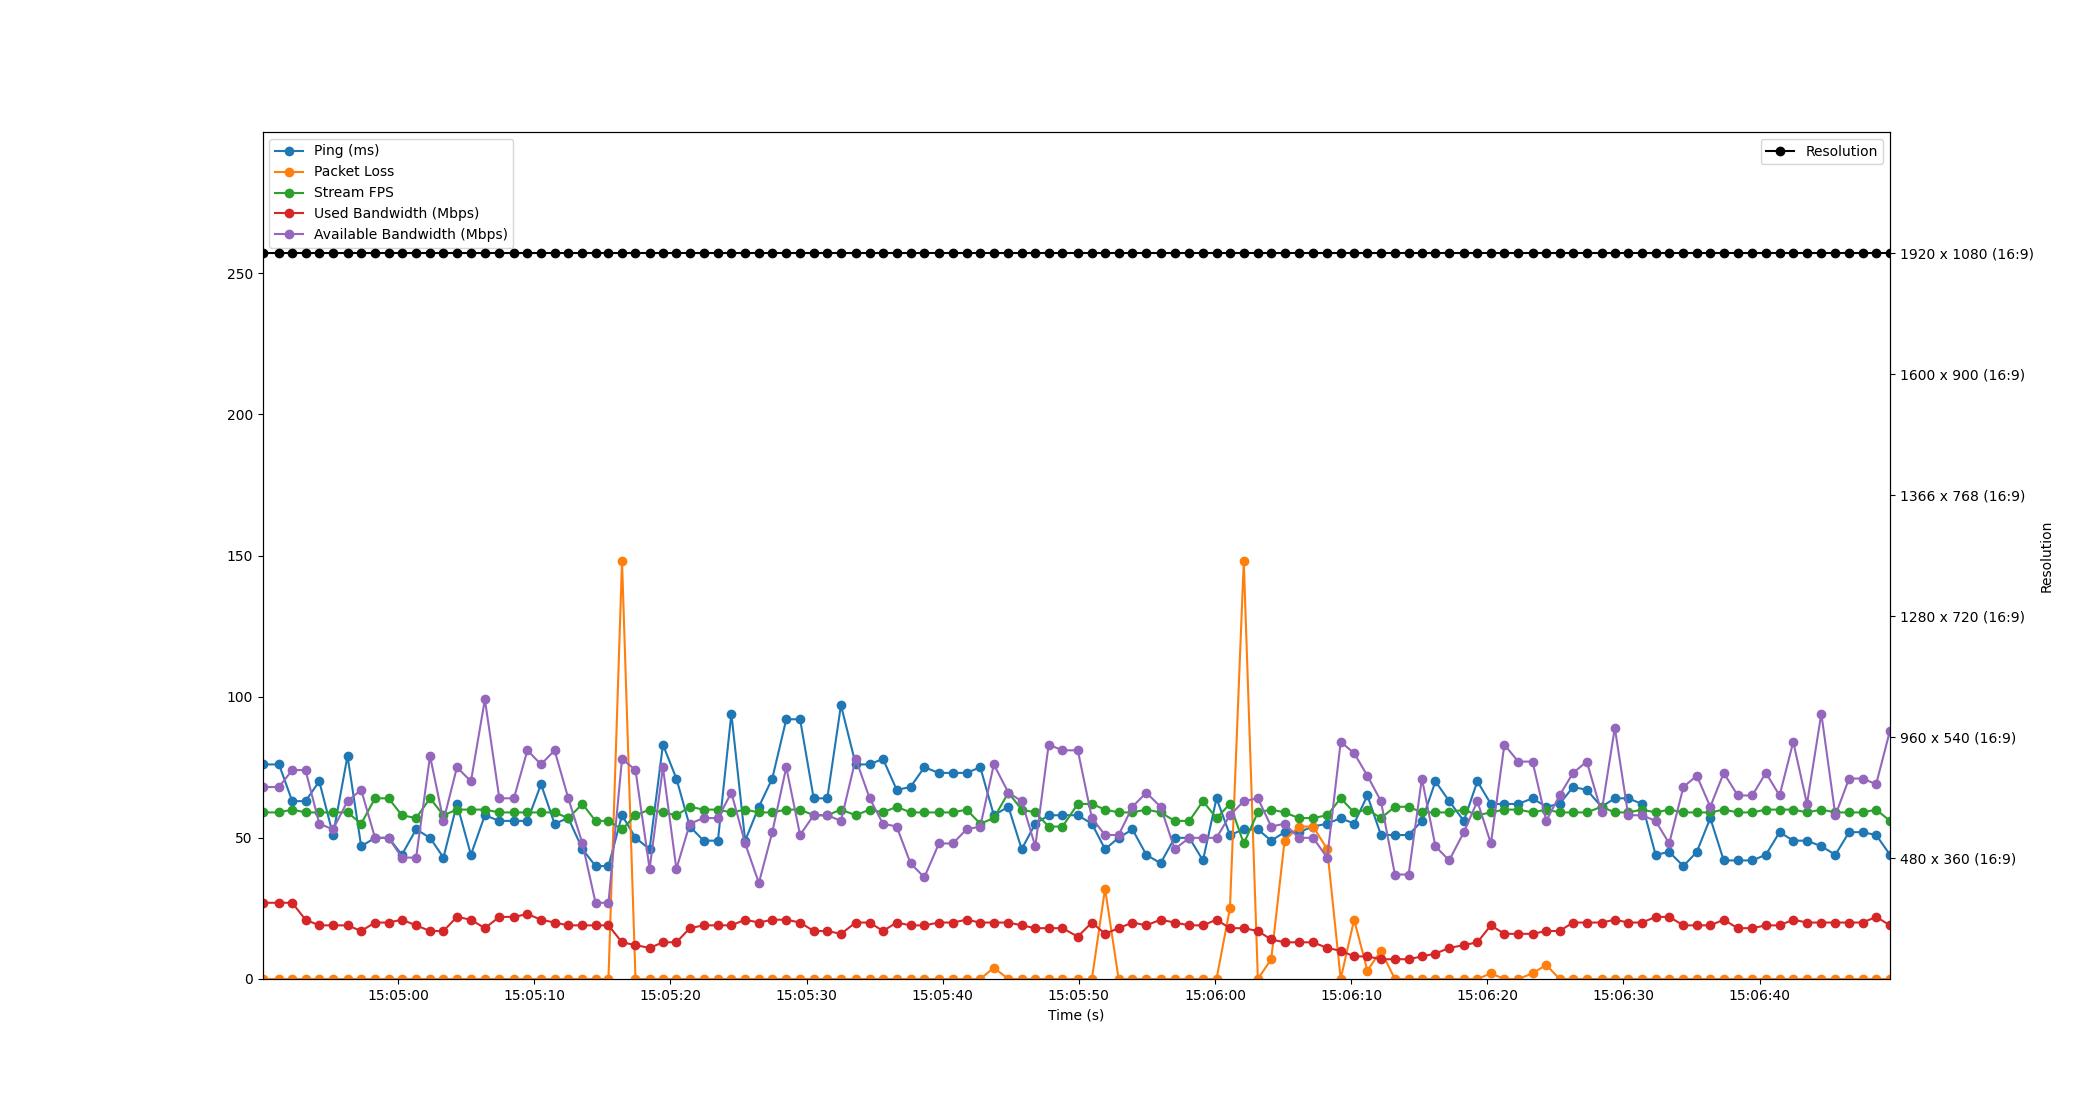 Ping (ms)
Packet Loss
Stream FPS
Used Bandwidth (Mbps)
Available Bandwidth (Mbps)
Resolution
250
200
150
100
50
0
1920 x 1080 (16:9)
1600 x 900 (16:9)
1366 x 768 (16:9)
1280 x 720 (16:9)
960 x 540 (16:9)
480 x 360 (16:9)
Resolution
15:05:00 15:05:10 15:05:20 15:05:30 15:05:40 15:05:50 15:06:00 15:06:10 15:06:20 15:06:30 15:06:40
Time (s)